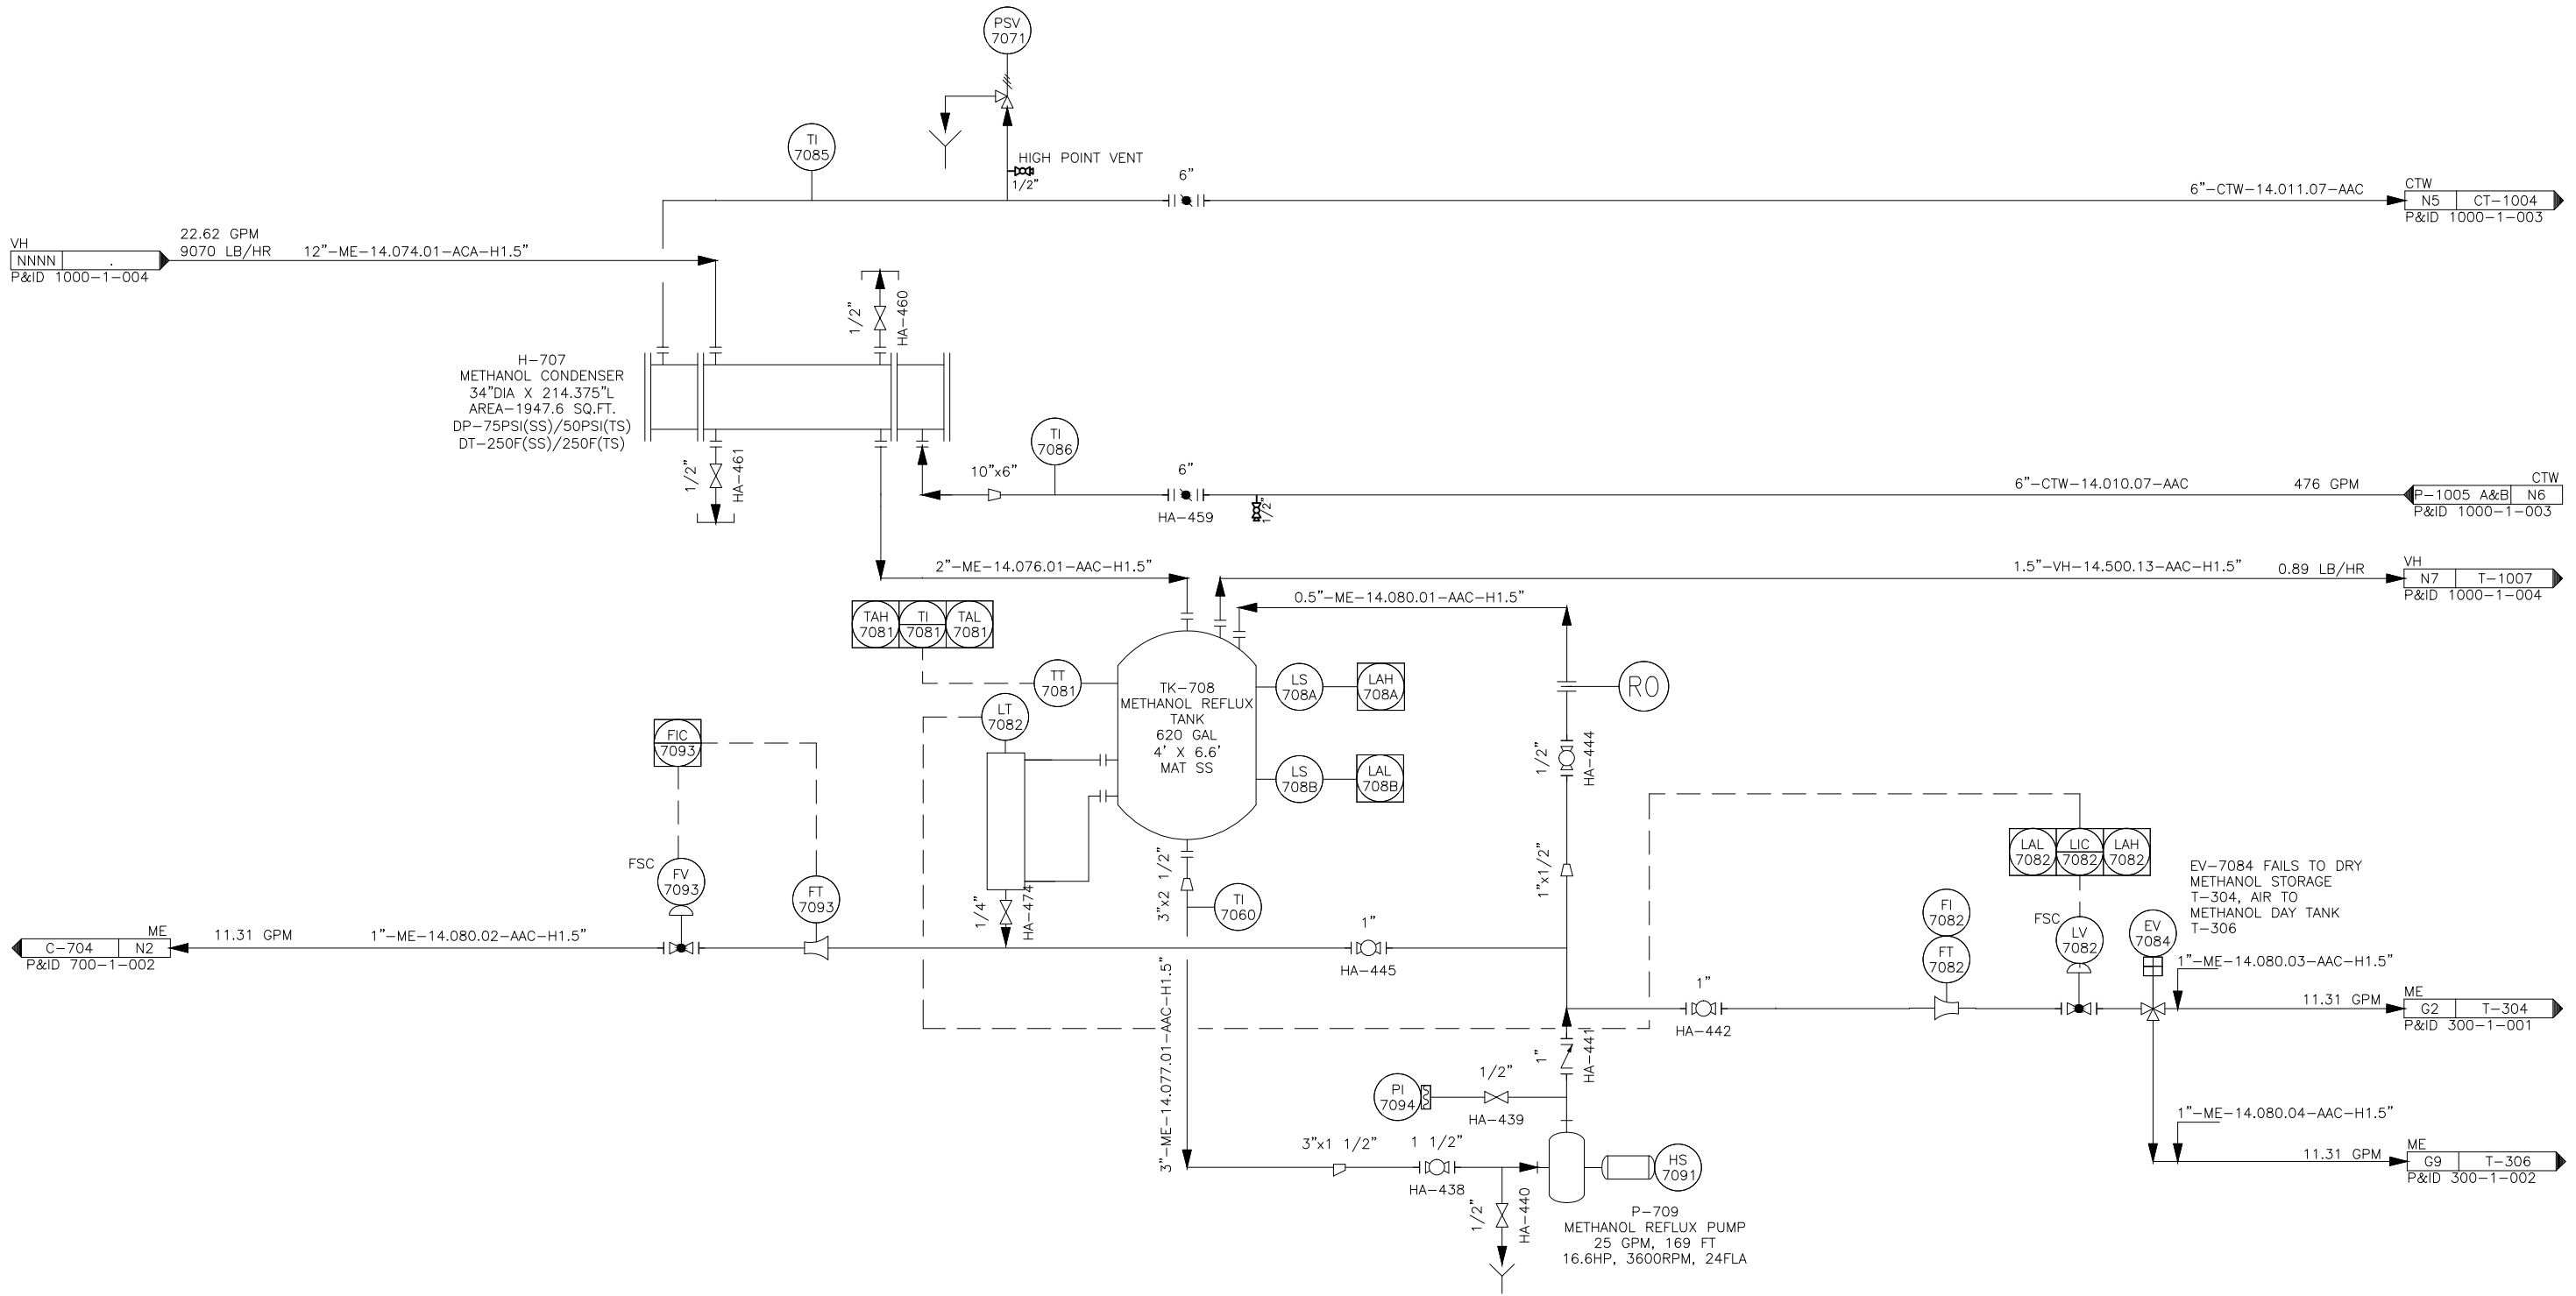 PSV
7071
TI
7085
HIGH POINT VENT
1/2"
6"
6"-CTW-14.011.07-AAC
CTW
N5 CT-1004
P&ID 1000-1-003
VH
NNNN .
P&ID 1000-1-004
22.62 GPM
9070 LB/HR 12"-ME-14.074.01-ACA-H1.5"
1/2"
HA-460
H-707
METHANOL CONDENSER
34"DIA X 214.375"L
AREA-1947.6 SQ.FT.
DP-75PSI(SS)/50PSI(TS)
DT-250F(SS)/250F(TS)
1/2"
HA-461
10"x6"
TI
7086
6"
HA-459
1/2"
6"-CTW-14.010.07-AAC 476 GPM
CTW
P-1005 A&B N6
P&ID 1000-1-003
2"-ME-14.076.01-AAC-H1.5"
1.5"-VH-14.500.13-AAC-H1.5" 0.89 LB/HR
VH
N7 T-1007
P&ID 1000-1-004
0.5"-ME-14.080.01-AAC-H1.5"
TAH
7081
TI
7081
TAL
7081
TT
7081
LT
7082
TK-708
METHANOL REFLUX
TANK
620 GAL
4' X 6.6'
MAT SS
LS
708A
LAH
708A
LS
708B
LAL
708B
RO
1/2"
HA-444
1"x1/2"
FIC
7093
FSC
FV
7093
FT
7093
1/4"
HA-474
3"x2 1/2"
TI
7060
1"
HA-445
ME
C-704 N2
P&ID 700-1-002
11.31 GPM
1"-ME-14.080.02-AAC-H1.5"
3"-ME-14.077.01-AAC-H1.5"
LAL
7082
LIC
7082
LAH
7082
FI
7082
FT
7082
FSC
LV
7082
EV
7084
EV-7084 FAILS TO DRY
METHANOL STORAGE
T-304, AIR TO
METHANOL DAY TANK
T-306
1"-ME-14.080.03-AAC-H1.5"
11.31 GPM
ME
G2 T-304
P&ID 300-1-001
1"
HA-442
1"
HA-441
PI
7094
1/2"
HA-439
3"x1 1/2"
1 1/2"
HA-438
1/2"
HA-440
HS
7091
P-709
METHANOL REFLUX PUMP
25 GPM, 169 FT
16.6HP, 3600RPM, 24FLA
1"-ME-14.080.04-AAC-H1.5"
11.31 GPM
ME
G9 T-306
P&ID 300-1-002